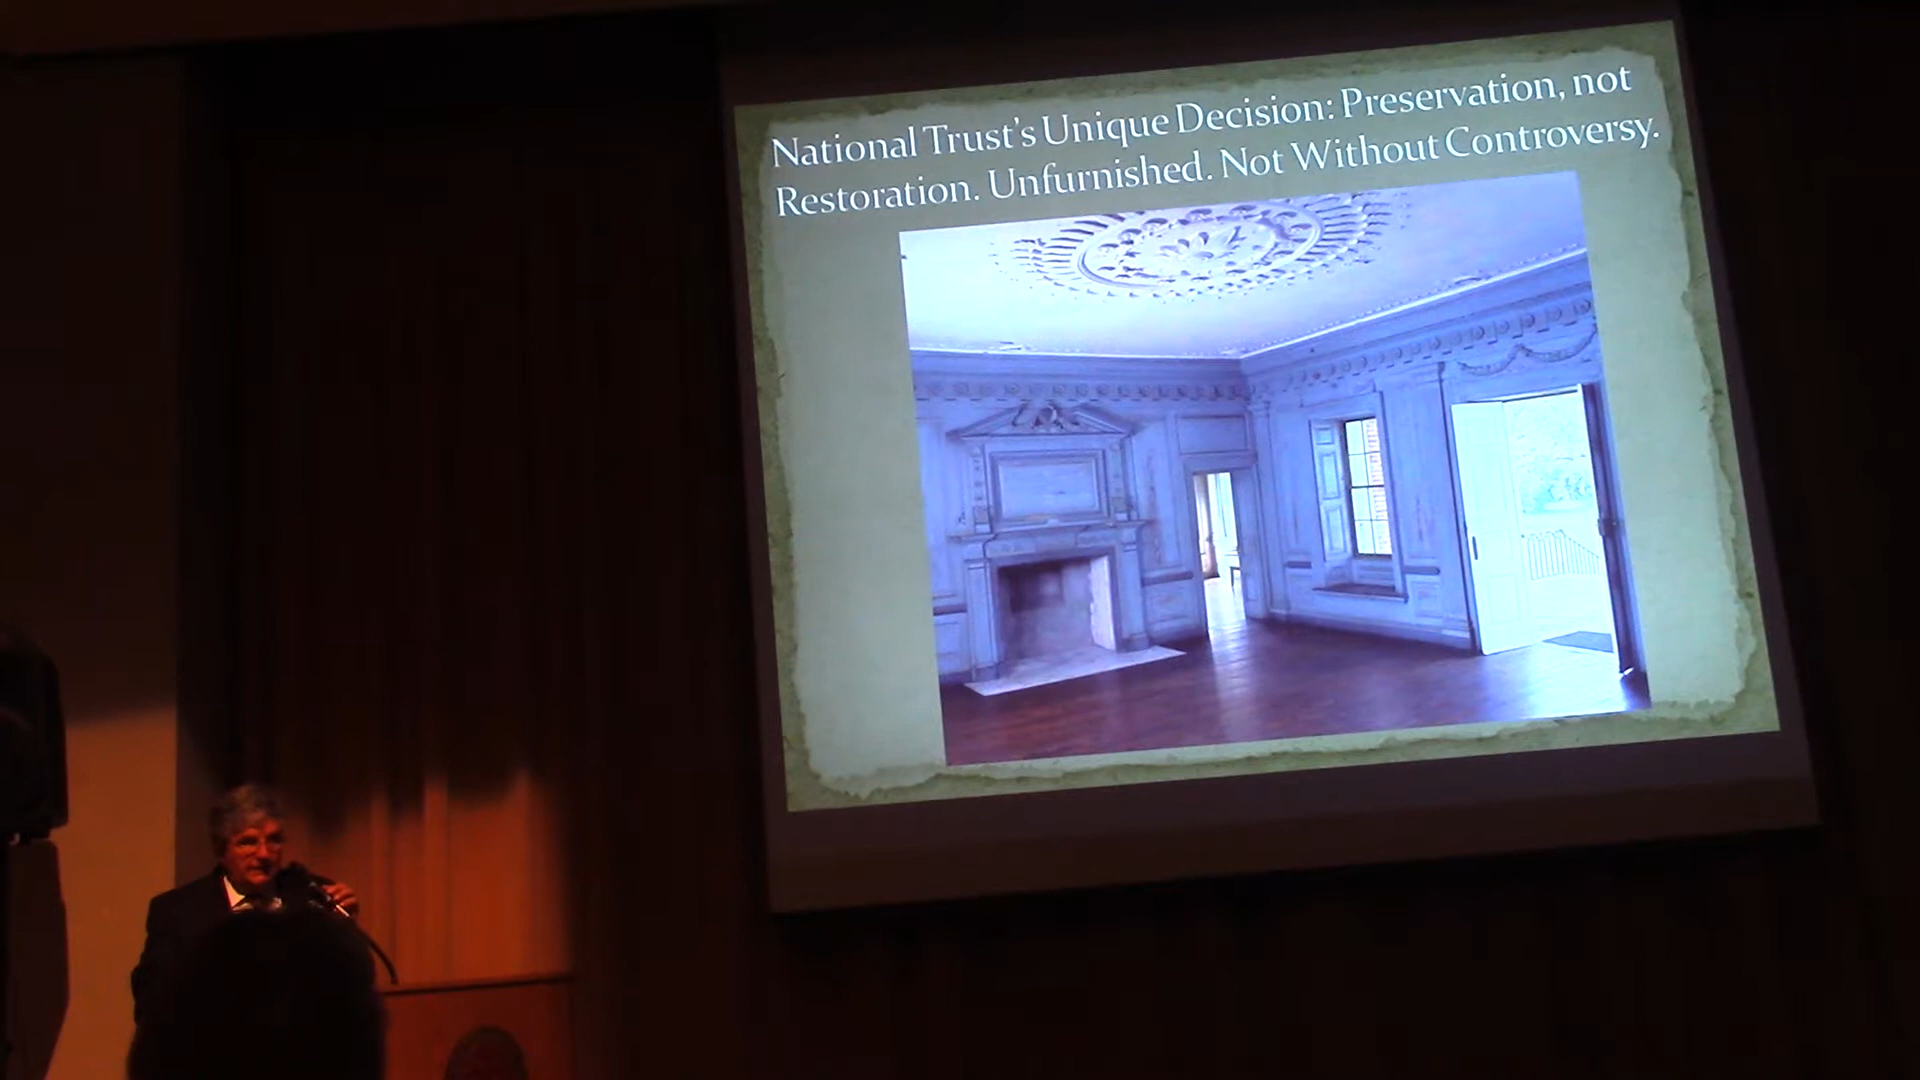 National Trust's Unique Decision: Preservation, not
Restoration. Unfurnished. Not Without Controversy.